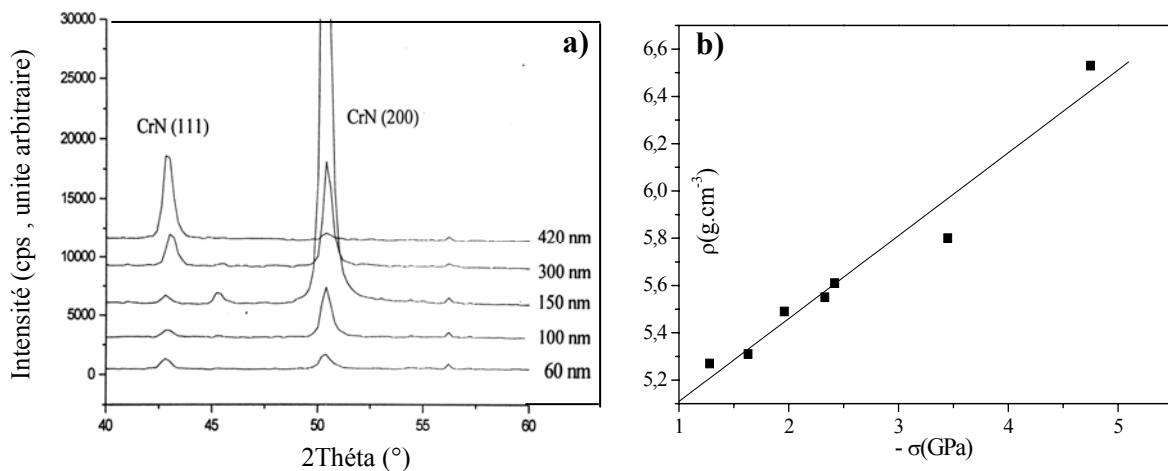 a)
30000
25000
20000
15000
10000
5000
0
Intensité (cps , unite arbitraire)
CrN (111)
CrN (200)
420 nm
300 nm
150 nm
100 nm
60 nm
40 45 50 55 60
2Théta (°)
b)
6,6
6,4
6,2
6,0
5,8
5,6
5,4
5,2
ρ(g.cm-3)
1 2 3 4 5
- σ(GPa)